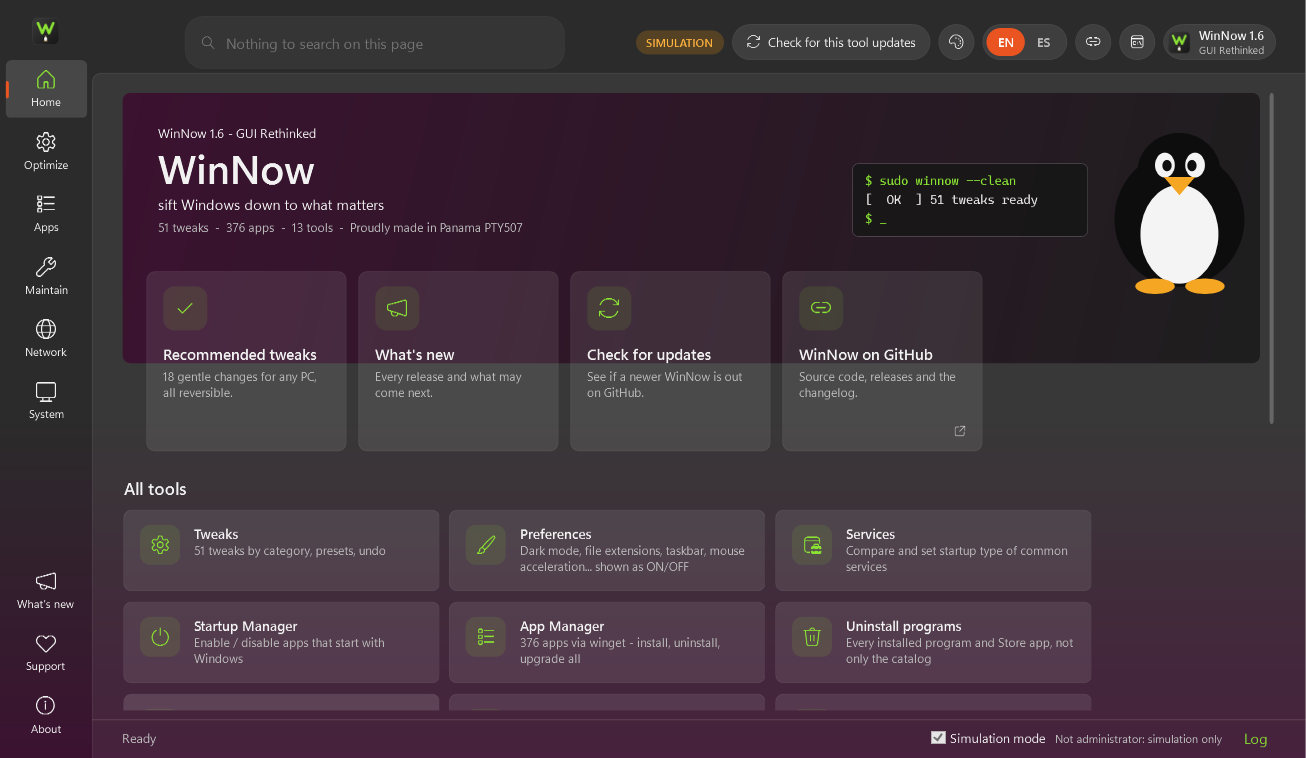 Nothing to search on this page
SIMULATION
Check for this tool updates
EN
ES
WinNow 1.6
GUI Rethinked
Home
Optimize
Apps
Maintain
Network
System
What's new
Support
About
WinNow 1.6 - GUI Rethinked
WinNow
sift Windows down to what matters
51 tweaks - 376 apps - 13 tools - Proudly made in Panama PTY507
$ sudo winnow --clean
[ OK ] 51 tweaks ready
$ _
Recommended tweaks
18 gentle changes for any PC,
all reversible.
What's new
Every release and what may
come next.
Check for updates
See if a newer WinNow is out
on GitHub.
WinNow on GitHub
Source code, releases and the
changelog.
All tools
Tweaks
51 tweaks by category, presets, undo
Preferences
Dark mode, file extensions, taskbar, mouse
acceleration... shown as ON/OFF
Services
Compare and set startup type of common
services
Startup Manager
Enable / disable apps that start with
Windows
App Manager
376 apps via winget - install, uninstall,
upgrade all
Uninstall programs
Every installed program and Store app, not
only the catalog
Ready
Simulation mode
Not administrator: simulation only
Log